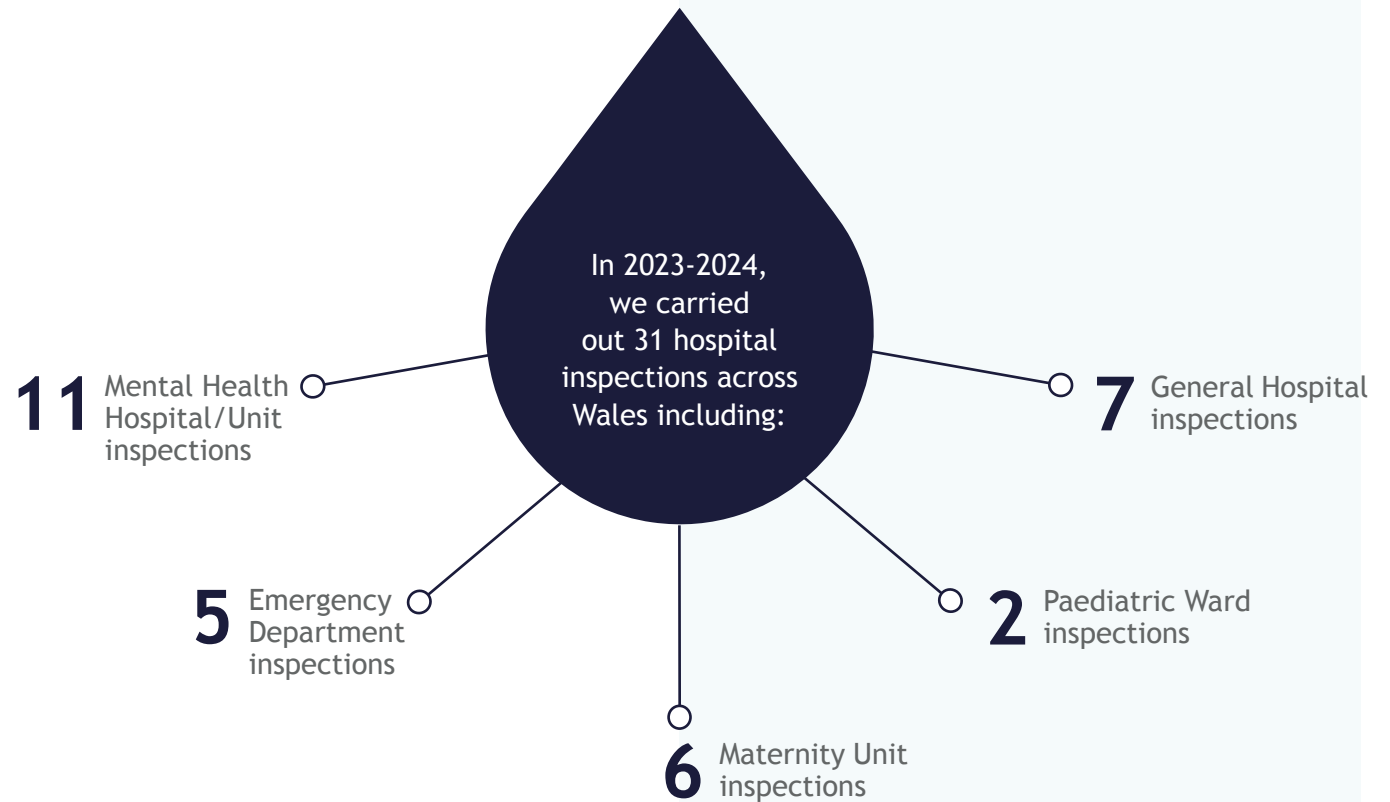 In 2023-2024,
we carried
out 31 hospital
inspections across
Wales including:
11 Mental Health
Hospital/Unit
inspections
7 General Hospital
inspections
5 Emergency
Department
inspections
2 Paediatric Ward
inspections
6 Maternity Unit
inspections